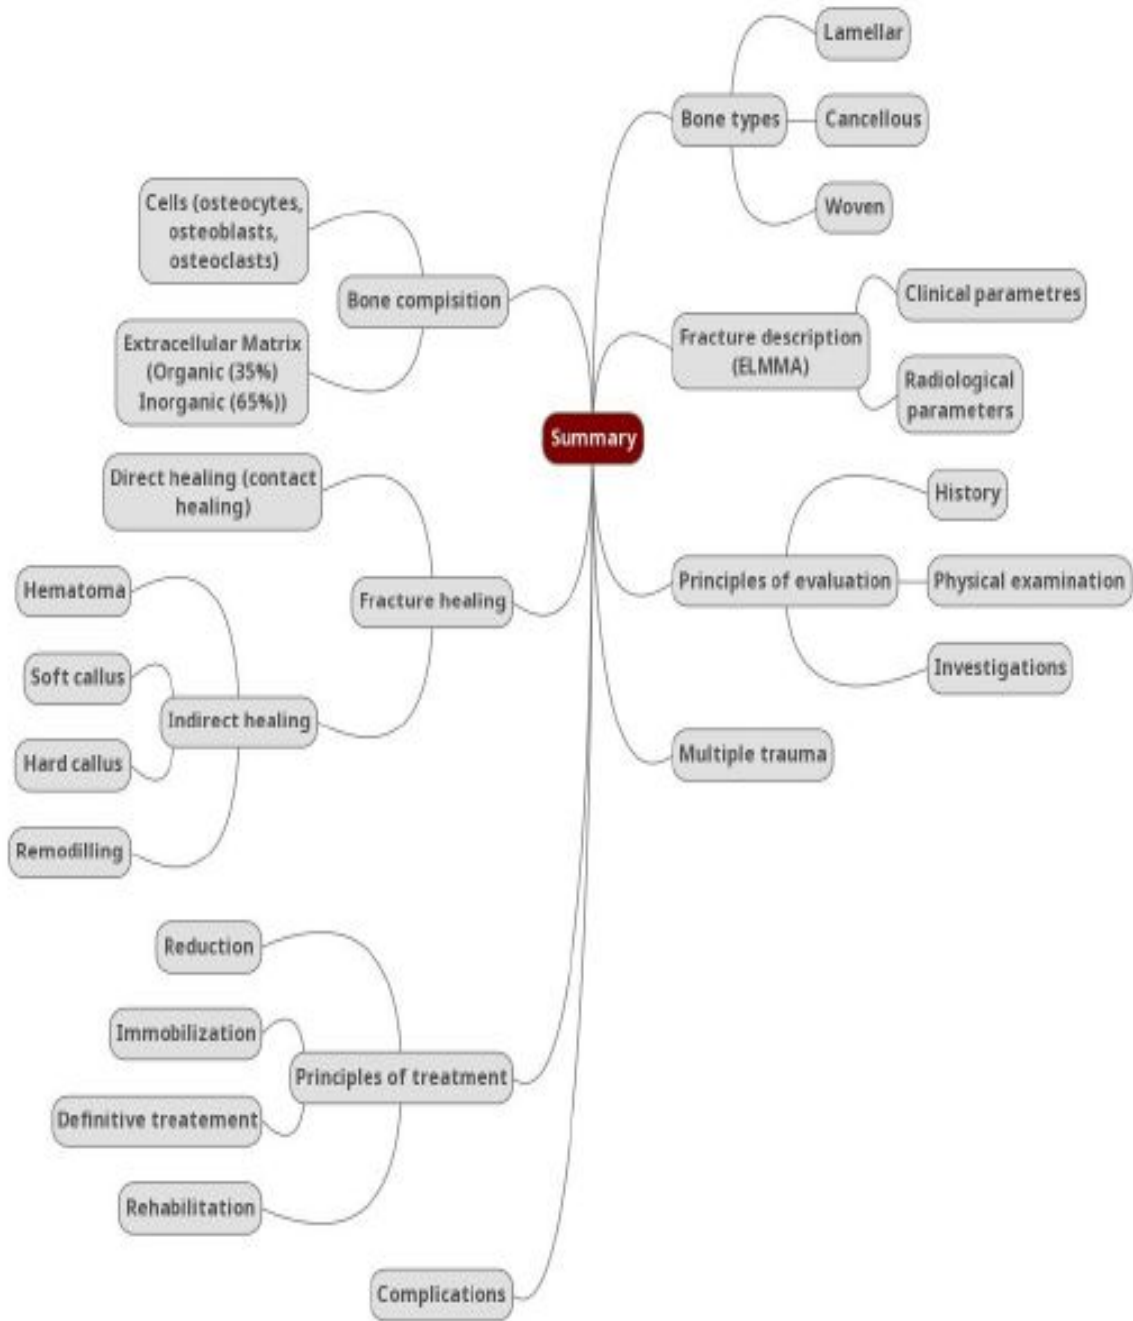 Summary
Bone types
Lamellar
Cancellous
Woven
Fracture description
(ELMMA)
Clinical parametres
Radiological
parameters
Principles of evaluation
History
Physical examination
Investigations
Multiple trauma
Bone compisition
Cells (osteocytes,
osteoblasts,
osteoclasts)
Extracellular Matrix
(Organic (35%)
Inorganic (65%))
Fracture healing
Direct healing (contact
healing)
Indirect healing
Hematoma
Soft callus
Hard callus
Remodilling
Principles of treatment
Reduction
Immobilization
Definitive treatement
Rehabilitation
Complications